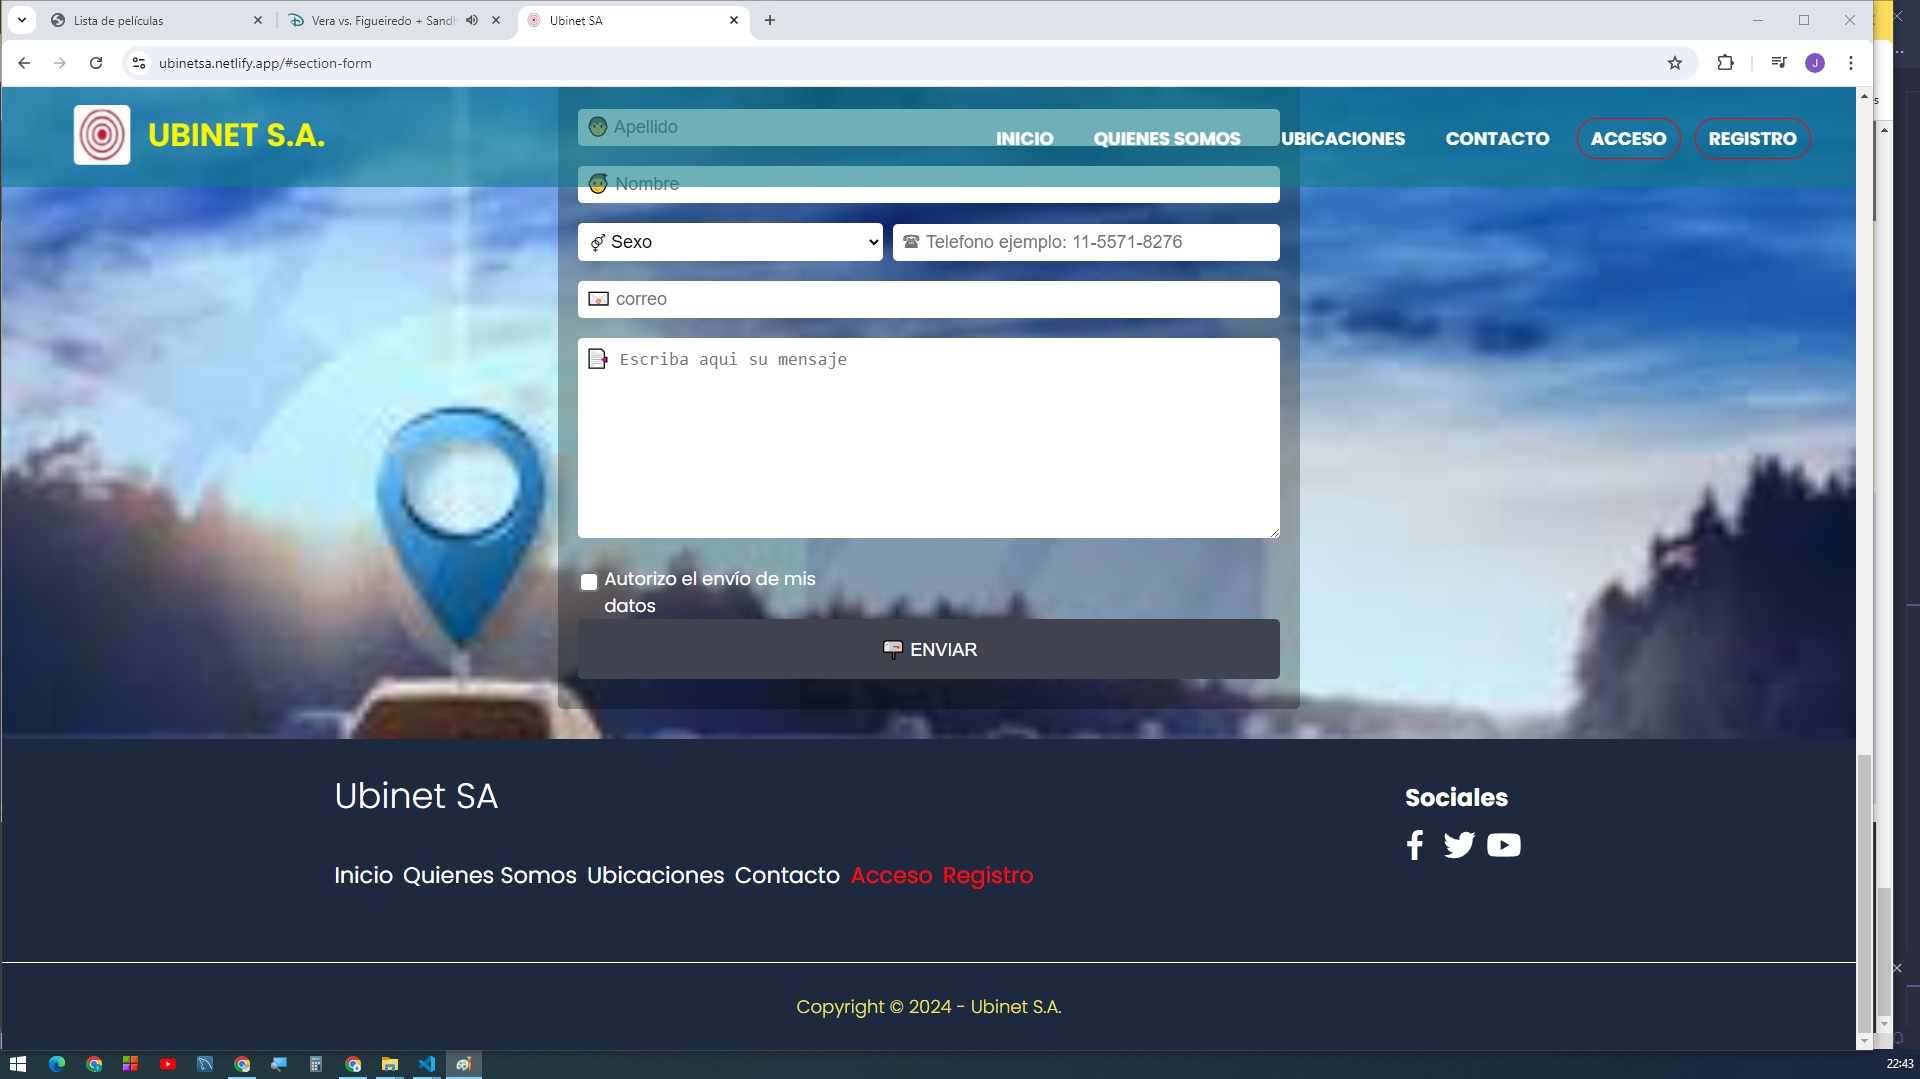 Lista de películas
Vera vs. Figueiredo + Sandh
Ubinet SA
ubinetsa.netlify.app/#section-form
J
UBINET S.A.
INICIO
QUIENES SOMOS
UBICACIONES
CONTACTO
ACCESO
REGISTRO
Apellido
Nombre
Sexo
Telefono ejemplo: 11-5571-8276
correo
Escriba aqui su mensaje
Autorizo el envío de mis
datos
ENVIAR
Ubinet SA
Sociales
Inicio Quienes Somos Ubicaciones Contacto Acceso Registro
Copyright © 2024 - Ubinet S.A.
22:43